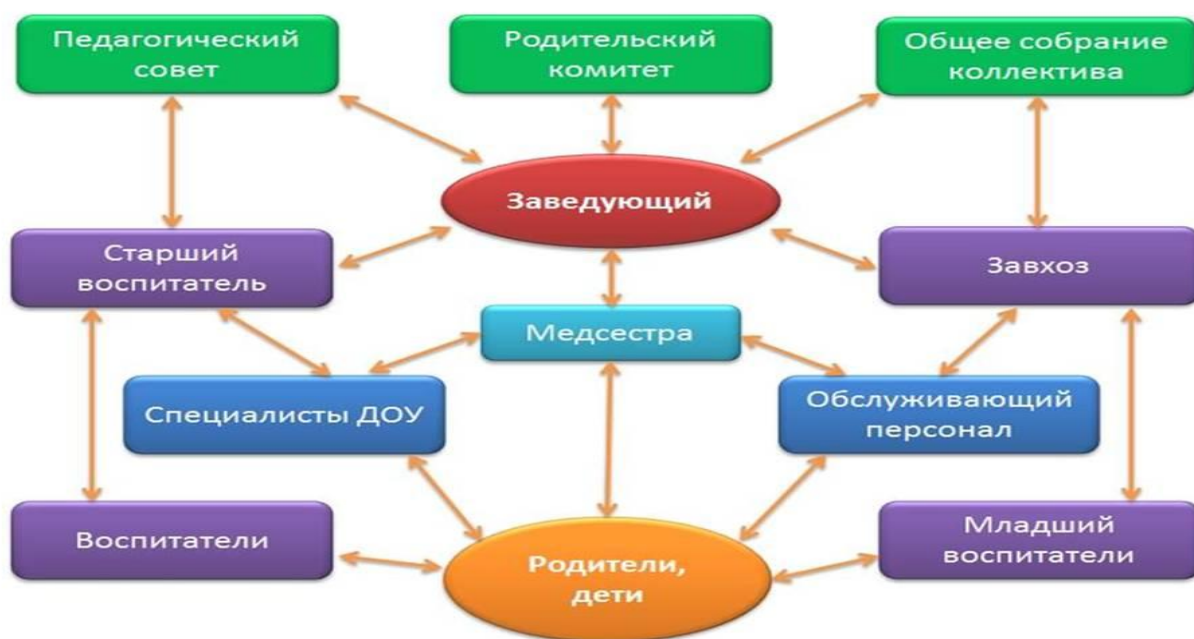 Педагогический
совет
Родительский
комитет
Общее собрание
коллектива
Заведующий
Старший
воспитатель
Завхоз
Медсестра
Специалисты ДОУ
Обслуживающий
персонал
Воспитатели
Родители,
дети
Младший
воспитатели